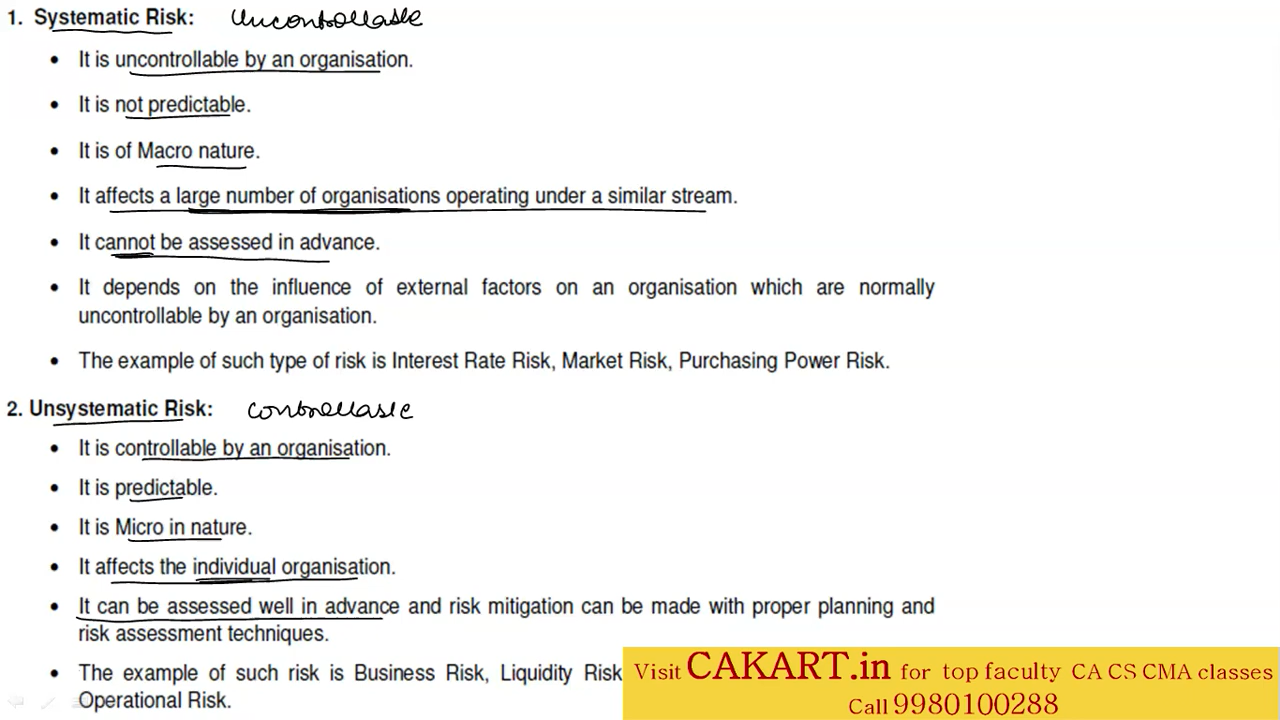 1. Systematic Risk: Uncontrollable
• It is uncontrollable by an organisation.
• It is not predictable.
• It is of Macro nature.
• It affects a large number of organisations operating under a similar stream.
• It cannot be assessed in advance.
• It depends on the influence of external factors on an organisation which are normally
uncontrollable by an organisation.
• The example of such type of risk is Interest Rate Risk, Market Risk, Purchasing Power Risk.
2. Unsystematic Risk: Controllable
• It is controllable by an organisation.
• It is predictable.
• It is Micro in nature.
• It affects the individual organisation.
• It can be assessed well in advance and risk mitigation can be made with proper planning and
risk assessment techniques.
• The example of such risk is Business Risk, Liquidity Risk
Operational Risk.
Visit CAKART.in for top faculty CA CS CMA classes
Call 9980100288